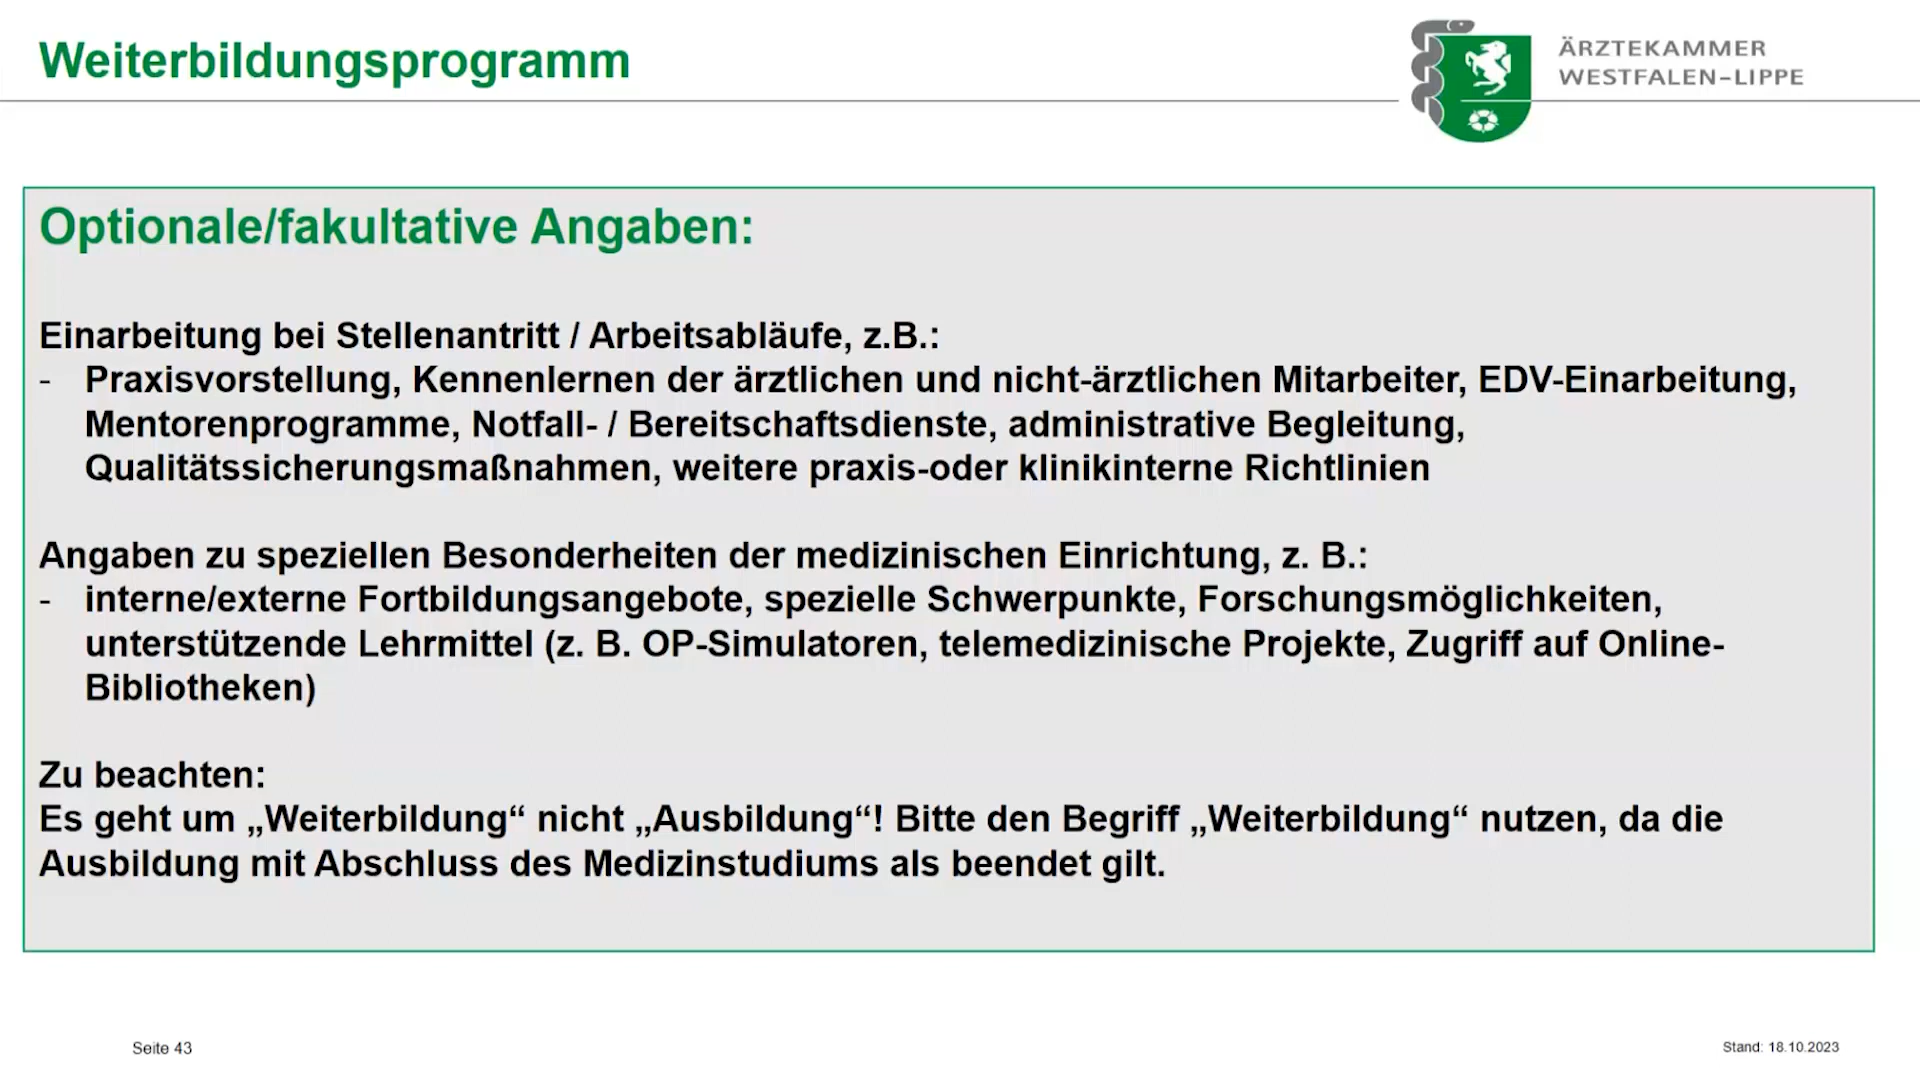 Weiterbildungsprogramm
ÄRZTEKAMMER
WESTFALEN-LIPPE
Optionale/fakultative Angaben:
Einarbeitung bei Stellenantritt / Arbeitsabläufe, z.B.:
- Praxisvorstellung, Kennenlernen der ärztlichen und nicht-ärztlichen Mitarbeiter, EDV-Einarbeitung,
Mentorenprogramme, Notfall- / Bereitschaftsdienste, administrative Begleitung,
Qualitätssicherungsmaßnahmen, weitere praxis-oder klinikinterne Richtlinien
Angaben zu speziellen Besonderheiten der medizinischen Einrichtung, z. B.:
- interne/externe Fortbildungsangebote, spezielle Schwerpunkte, Forschungsmöglichkeiten,
unterstützende Lehrmittel (z. B. OP-Simulatoren, telemedizinische Projekte, Zugriff auf Online-
Bibliotheken)
Zu beachten:
Es geht um „Weiterbildung“ nicht „Ausbildung“! Bitte den Begriff „Weiterbildung“ nutzen, da die
Ausbildung mit Abschluss des Medizinstudiums als beendet gilt.
Seite 43
Stand: 18.10.2023